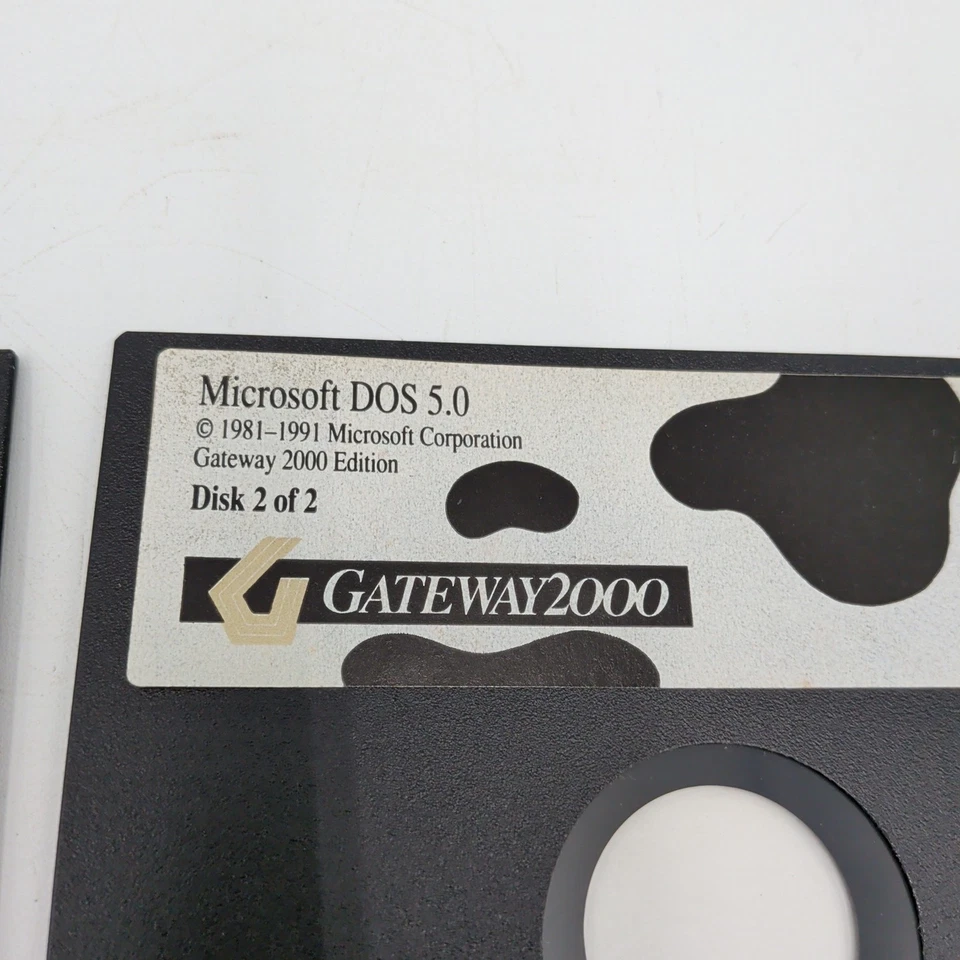 Microsoft DOS 5.0
© 1981–1991 Microsoft Corporation
Gateway 2000 Edition
Disk 2 of 2
GATEWAY2000